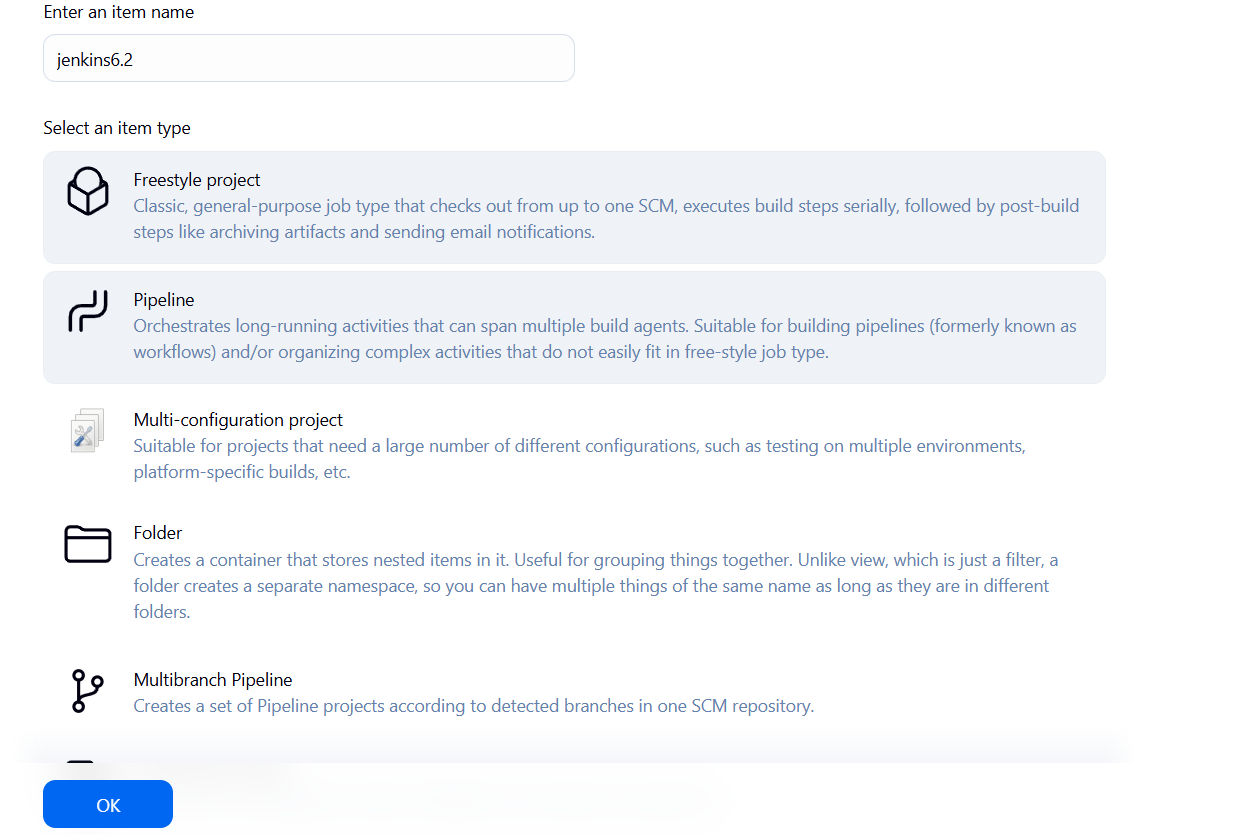 Enter an item name
jenkins6.2
Select an item type
Freestyle project
Classic, general-purpose job type that checks out from up to one SCM, executes build steps serially, followed by post-build
steps like archiving artifacts and sending email notifications.
Pipeline
Orchestrates long-running activities that can span multiple build agents. Suitable for building pipelines (formerly known as
workflows) and/or organizing complex activities that do not easily fit in free-style job type.
Multi-configuration project
Suitable for projects that need a large number of different configurations, such as testing on multiple environments,
platform-specific builds, etc.
Folder
Creates a container that stores nested items in it. Useful for grouping things together. Unlike view, which is just a filter, a
folder creates a separate namespace, so you can have multiple things of the same name as long as they are in different
folders.
Multibranch Pipeline
Creates a set of Pipeline projects according to detected branches in one SCM repository.
OK